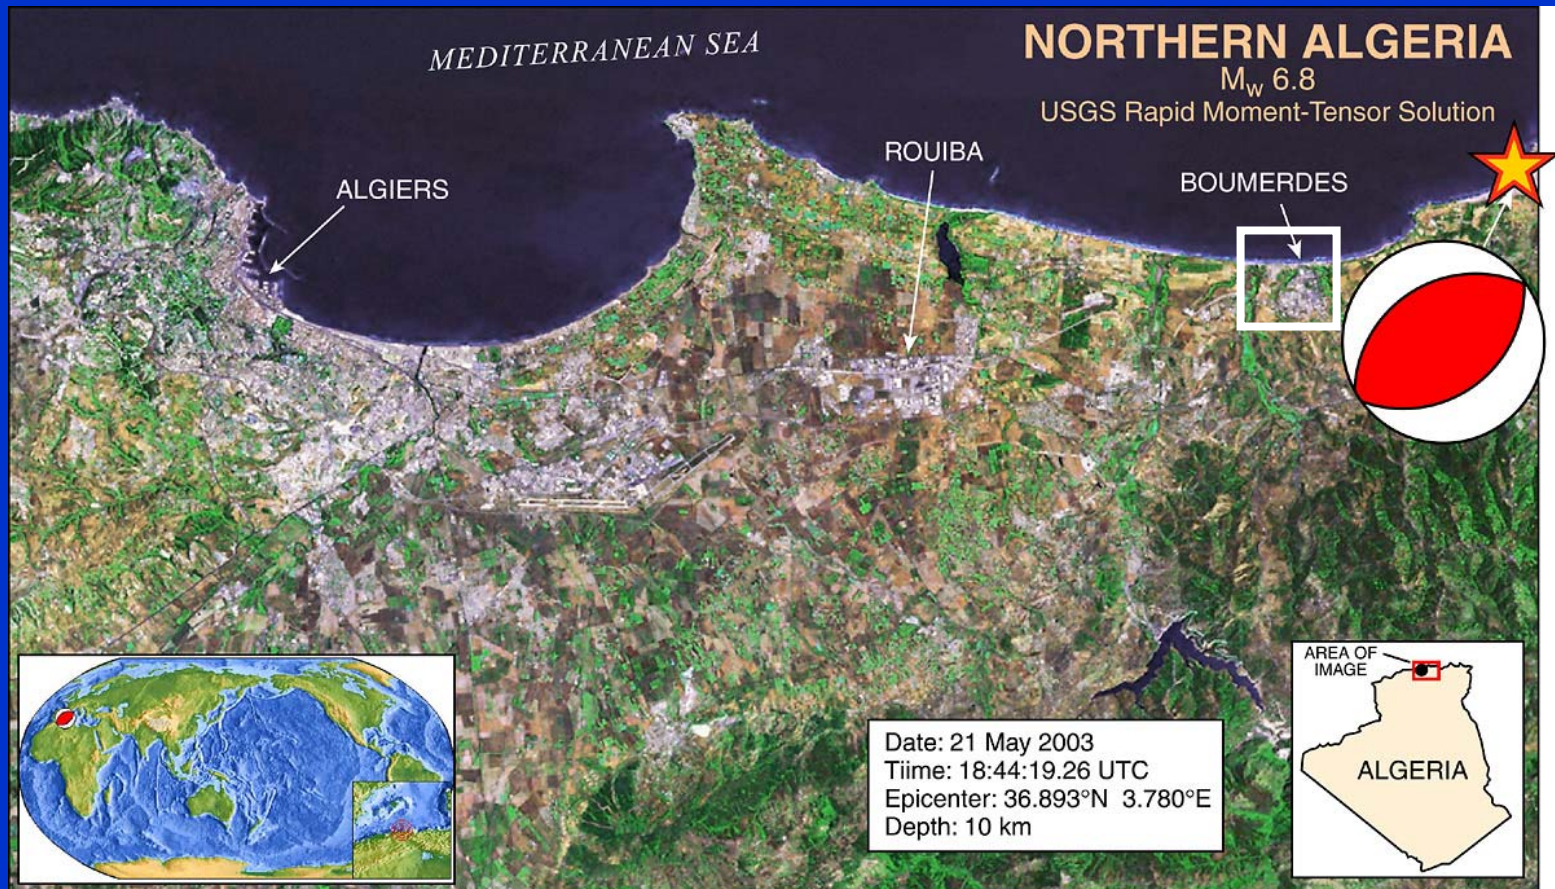 MEDITERRANEAN SEA
NORTHERN ALGERIA
Mw 6.8
USGS Rapid Moment-Tensor Solution
ROUIBA
BOUMERDES
ALGIERS
AREA OF
IMAGE
ALGERIA
Date: 21 May 2003
Tiime: 18:44:19.26 UTC
Epicenter: 36.893°N 3.780°E
Depth: 10 km